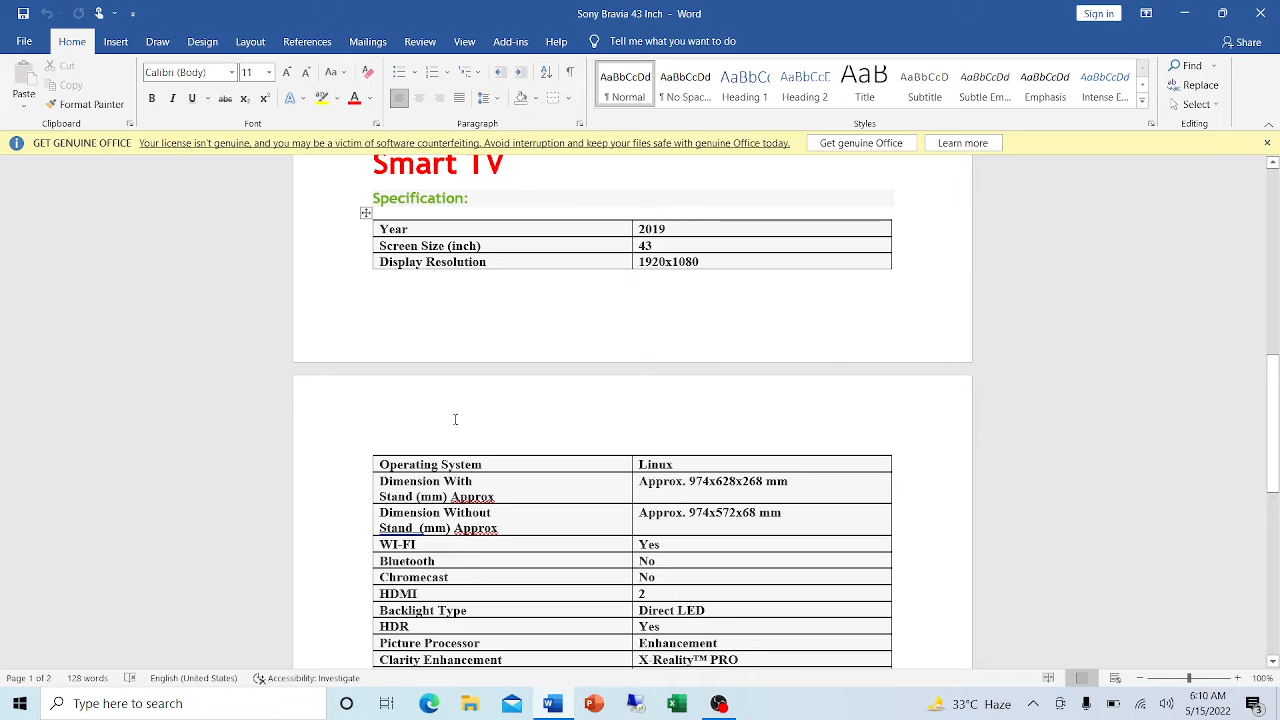 Sony Bravia 43 Inch - Word
Sign in
File Home Insert Draw Design Layout References Mailings Review View Add-ins Help Tell me what you want to do Share
Paste
Cut
Copy
Format Painter
Calibri (Body) 11
AaBbCcDd AaBbCcDd AaBbC( AaBbCcE AaB AaBbCcD AaBbCcDd AaBbCcDd AaBbCcDd
¶ Normal ¶ No Spac... Heading 1 Heading 2 Title Subtitle Subtle Em... Emphasis Intense E...
Find
Replace
Select
Clipboard Font Paragraph Styles Editing
GET GENUINE OFFICE Your license isn't genuine, and you may be a victim of software counterfeiting. Avoid interruption and keep your files safe with genuine Office today. Get genuine Office Learn more
Smart TV
Specification:
Year 2019
Screen Size (inch) 43
Display Resolution 1920x1080
Operating System Linux
Dimension With Approx. 974x628x268 mm
Stand (mm) Approx
Dimension Without Approx. 974x572x68 mm
Stand (mm) Approx
WI-FI Yes
Bluetooth No
Chromecast No
HDMI 2
Backlight Type Direct LED
HDR Yes
Picture Processor Enhancement
Clarity Enhancement X-Reality™ PRO
Page 1 of 2 128 words English (United States) Accessibility: Investigate 100%
Type here to search
33°C Haze
6:10 AM
5/15/2022
3